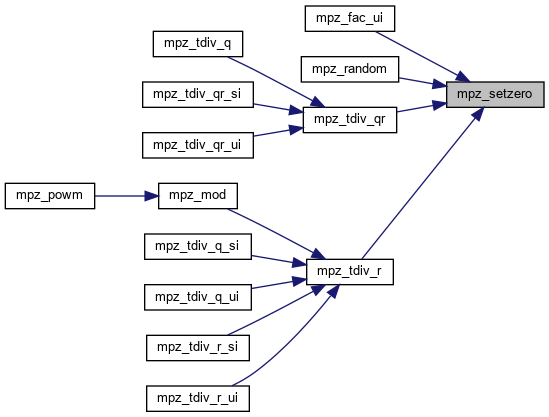 mpz_fac_ui
mpz_tdiv_q
mpz_random
mpz_tdiv_qr_si
mpz_setzero
mpz_tdiv_qr
mpz_tdiv_qr_ui
mpz_powm
mpz_mod
mpz_tdiv_q_si
mpz_tdiv_r
mpz_tdiv_q_ui
mpz_tdiv_r_si
mpz_tdiv_r_ui